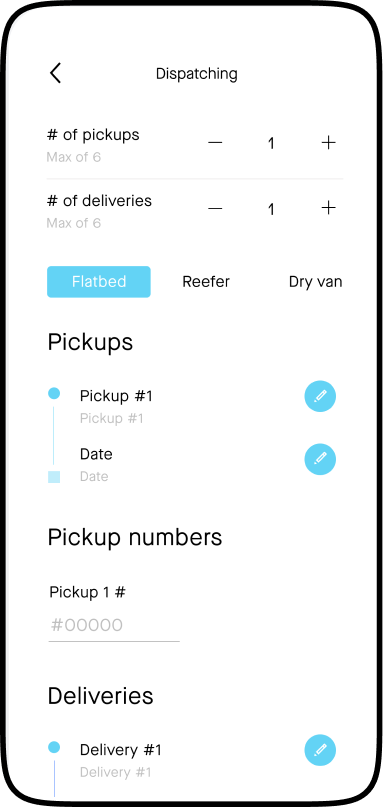 Dispatching
# of pickups
Max of 6
1
# of deliveries
Max of 6
1
Flatbed Reefer Dry van
Pickups
Pickup #1
Pickup #1
Date
Date
Pickup numbers
Pickup 1 #
#00000
Deliveries
Delivery #1
Delivery #1